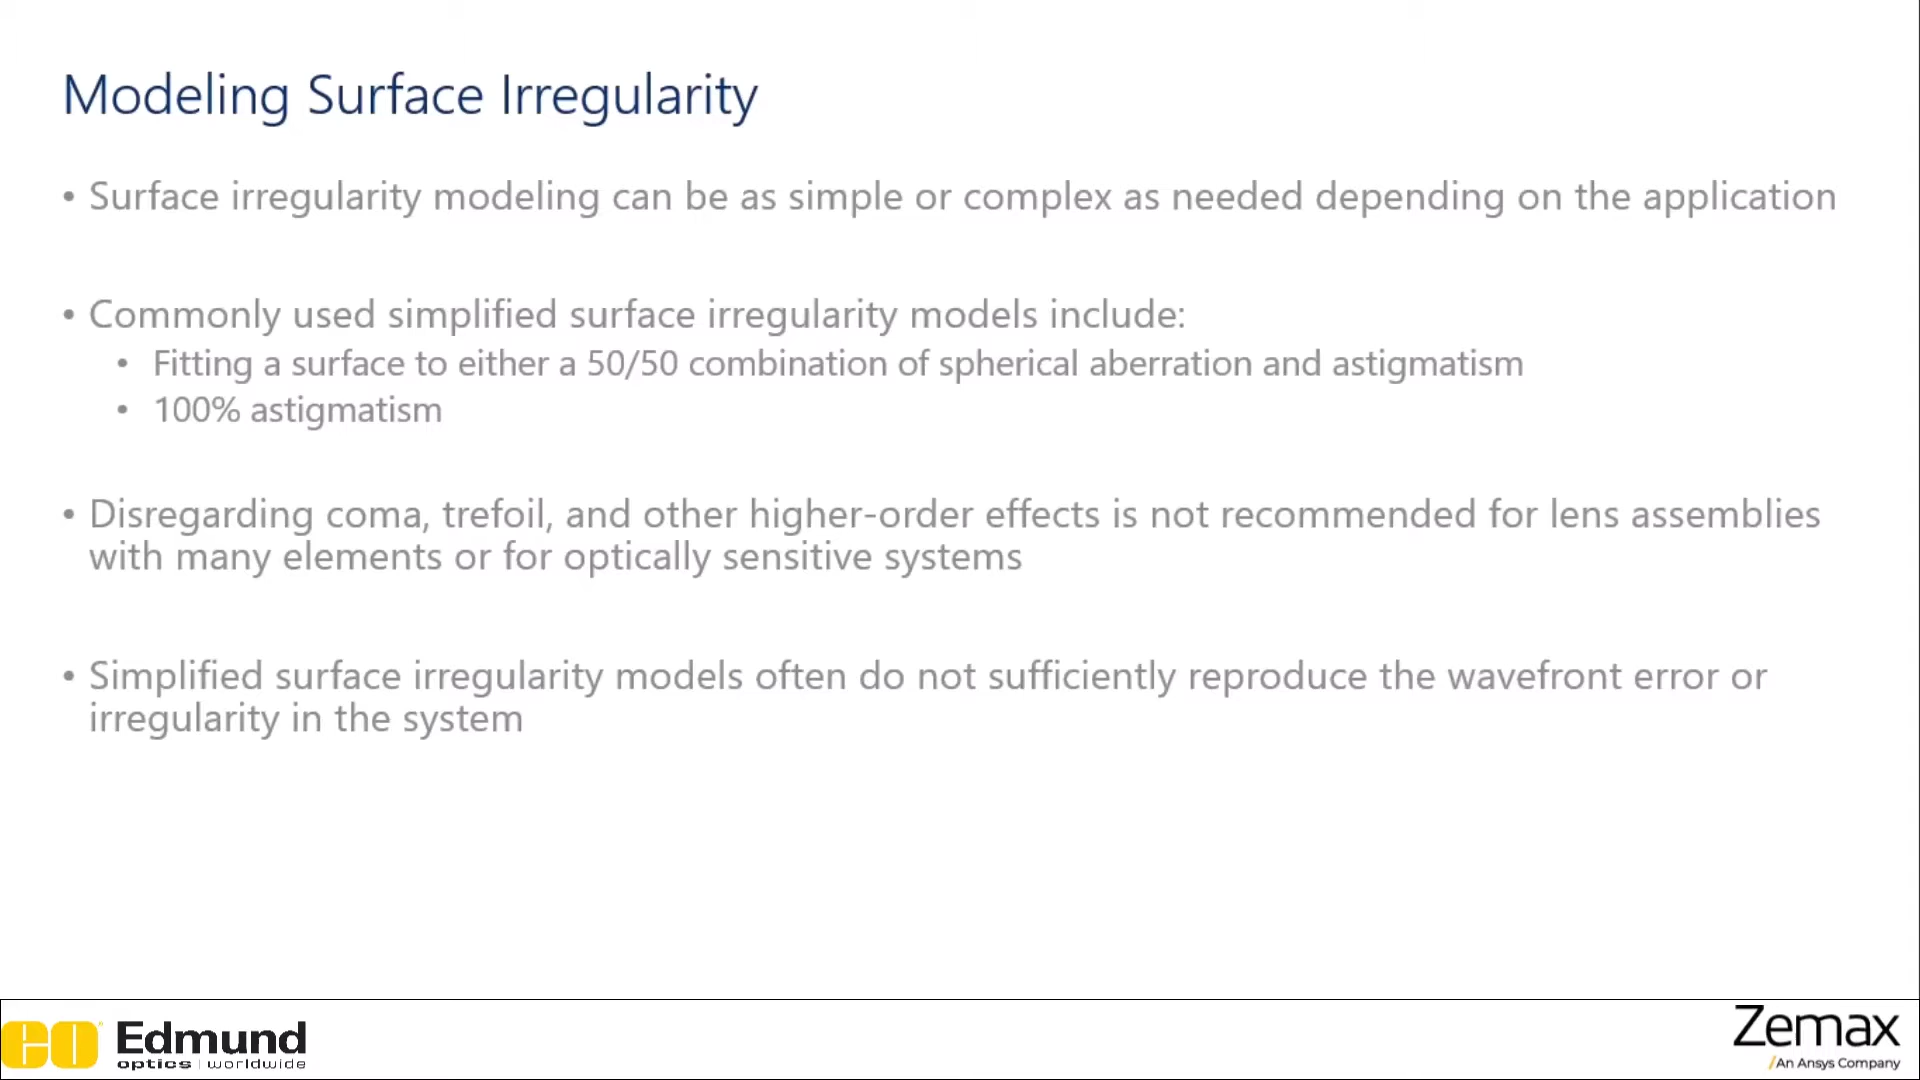 Modeling Surface Irregularity
• Surface irregularity modeling can be as simple or complex as needed depending on the application
• Commonly used simplified surface irregularity models include:
• Fitting a surface to either a 50/50 combination of spherical aberration and astigmatism
• 100% astigmatism
• Disregarding coma, trefoil, and other higher-order effects is not recommended for lens assemblies
with many elements or for optically sensitive systems
• Simplified surface irregularity models often do not sufficiently reproduce the wavefront error or
irregularity in the system
EO Edmund
optics | worldwide
Zemax
/An Ansys Company